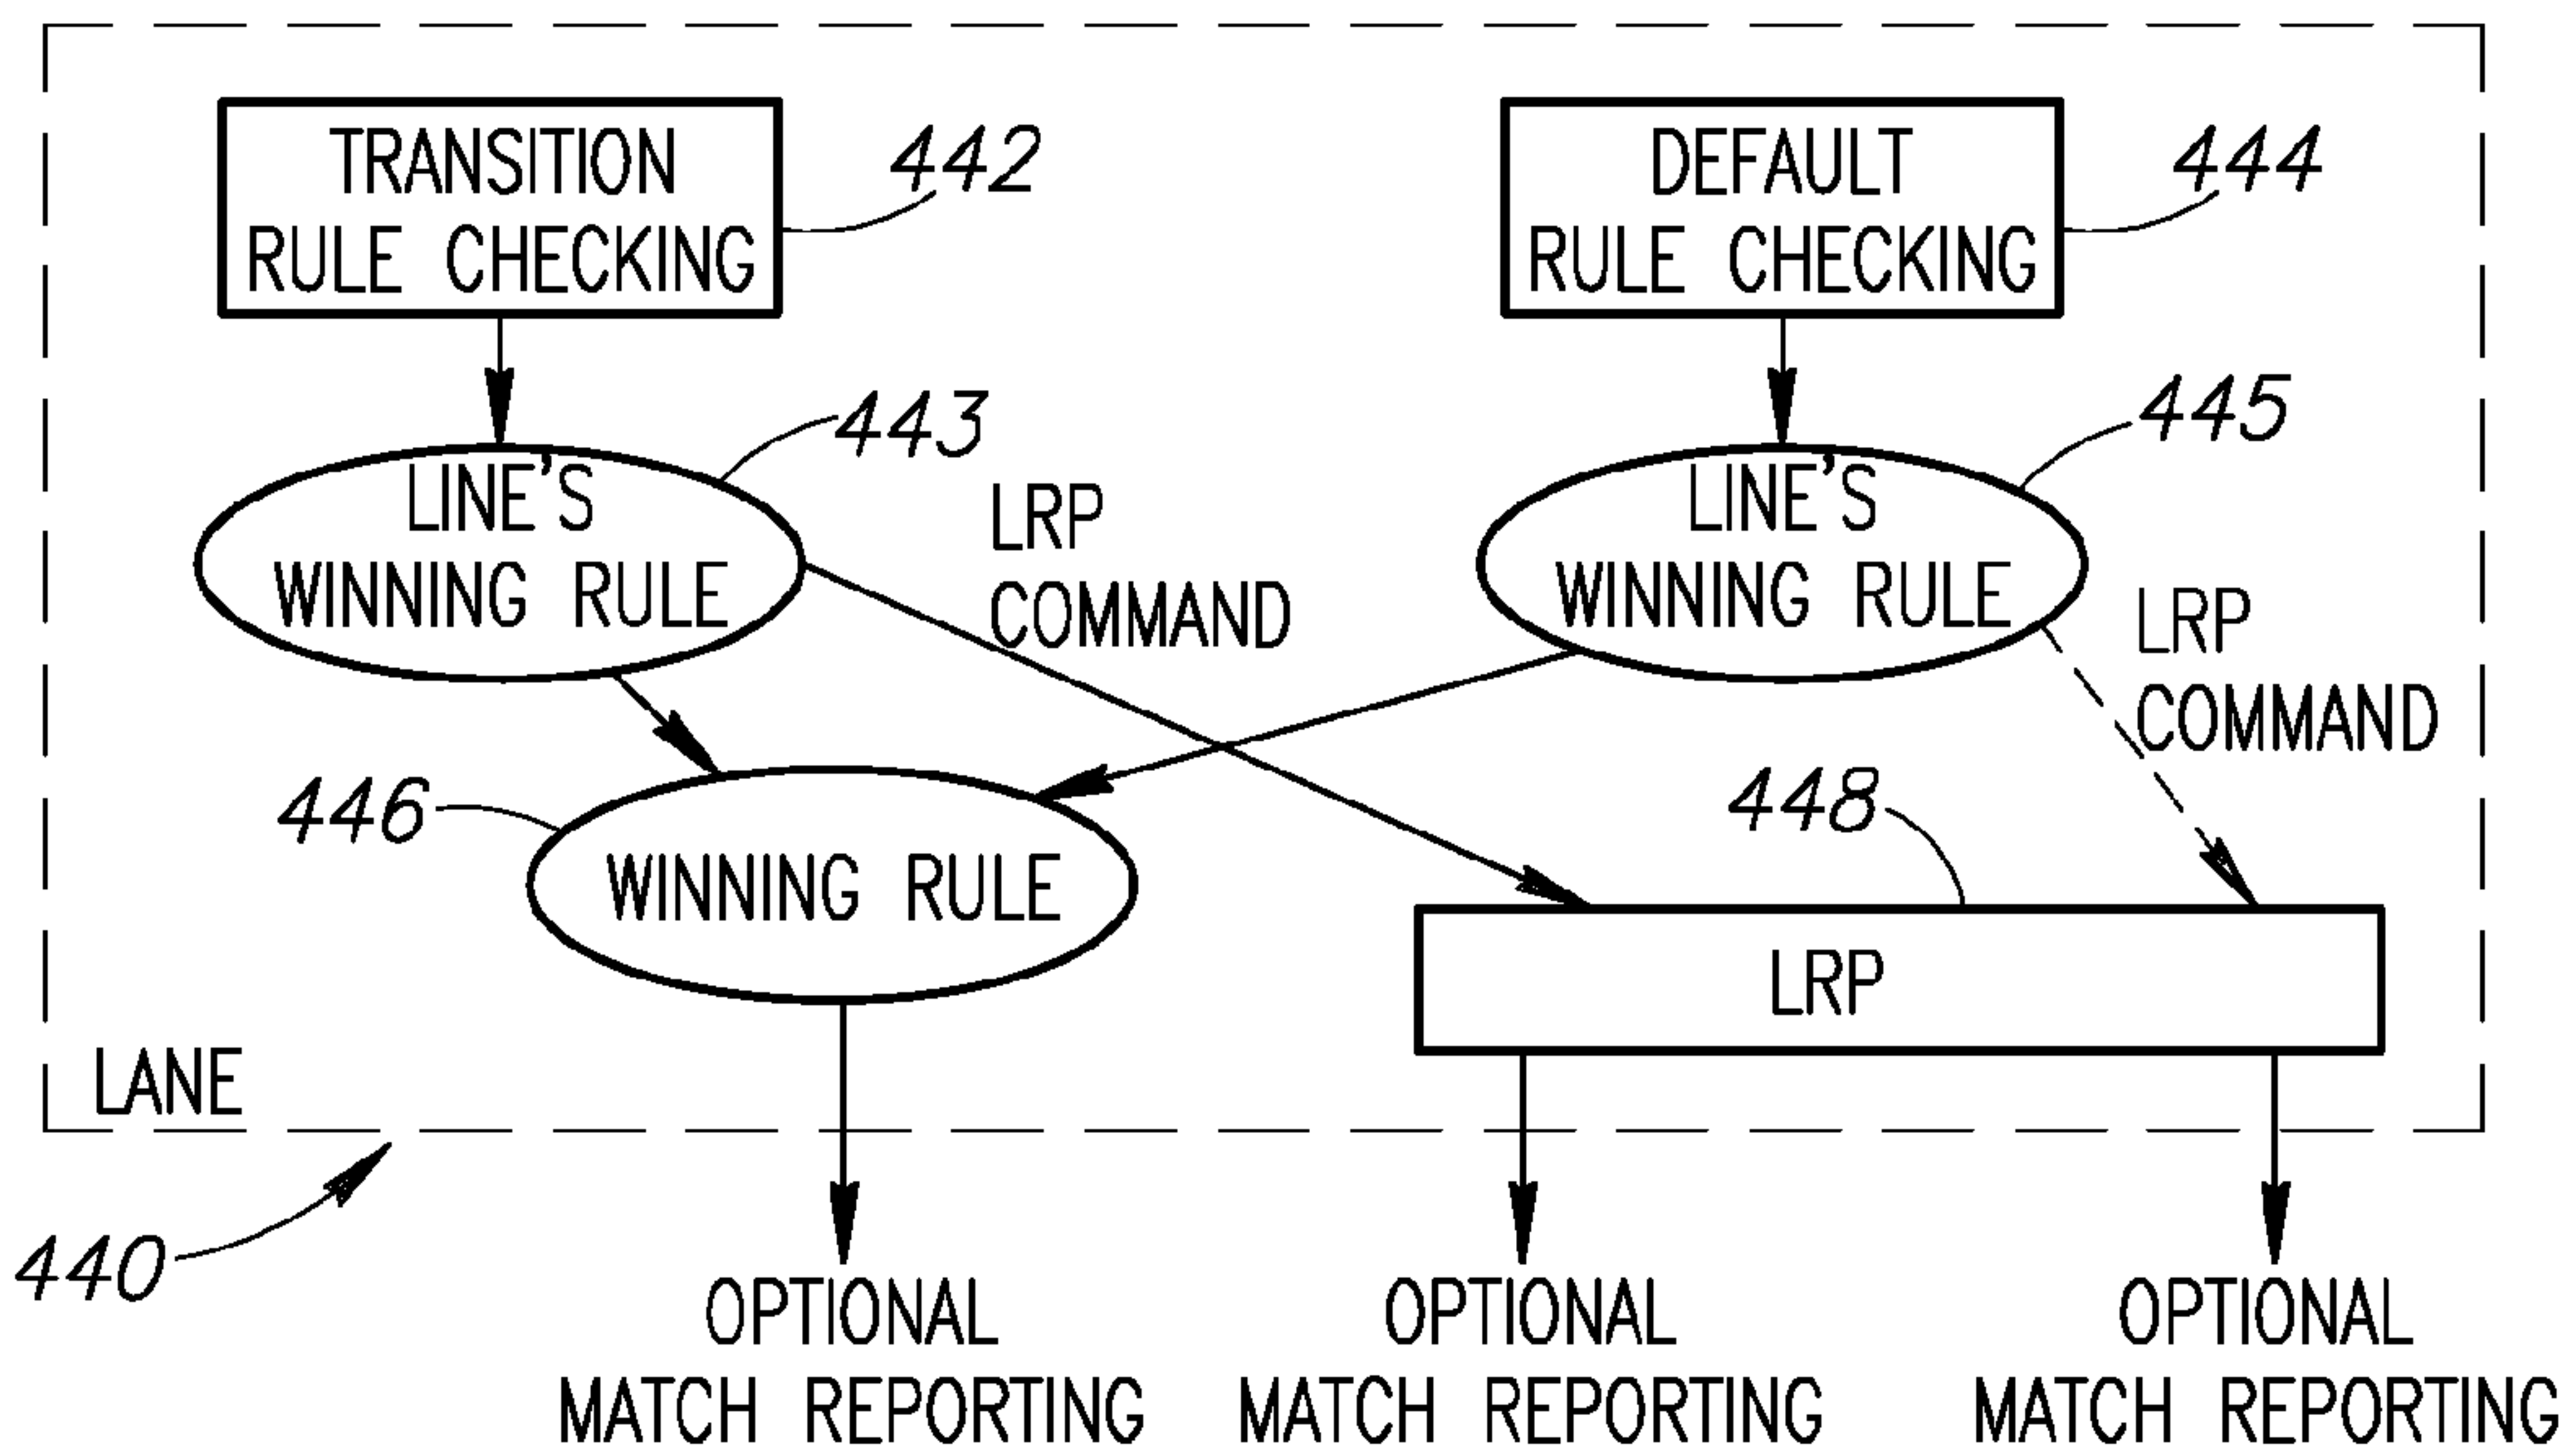 TRANSITION
RULE CHECKING
442
DEFAULT
RULE CHECKING
444
443
LINE'S
WINNING RULE
LRP
COMMAND
445
LINE'S
WINNING RULE
LRP
COMMAND
446
WINNING RULE
448
LRP
LANE
440
OPTIONAL
MATCH REPORTING
OPTIONAL
MATCH REPORTING
OPTIONAL
MATCH REPORTING